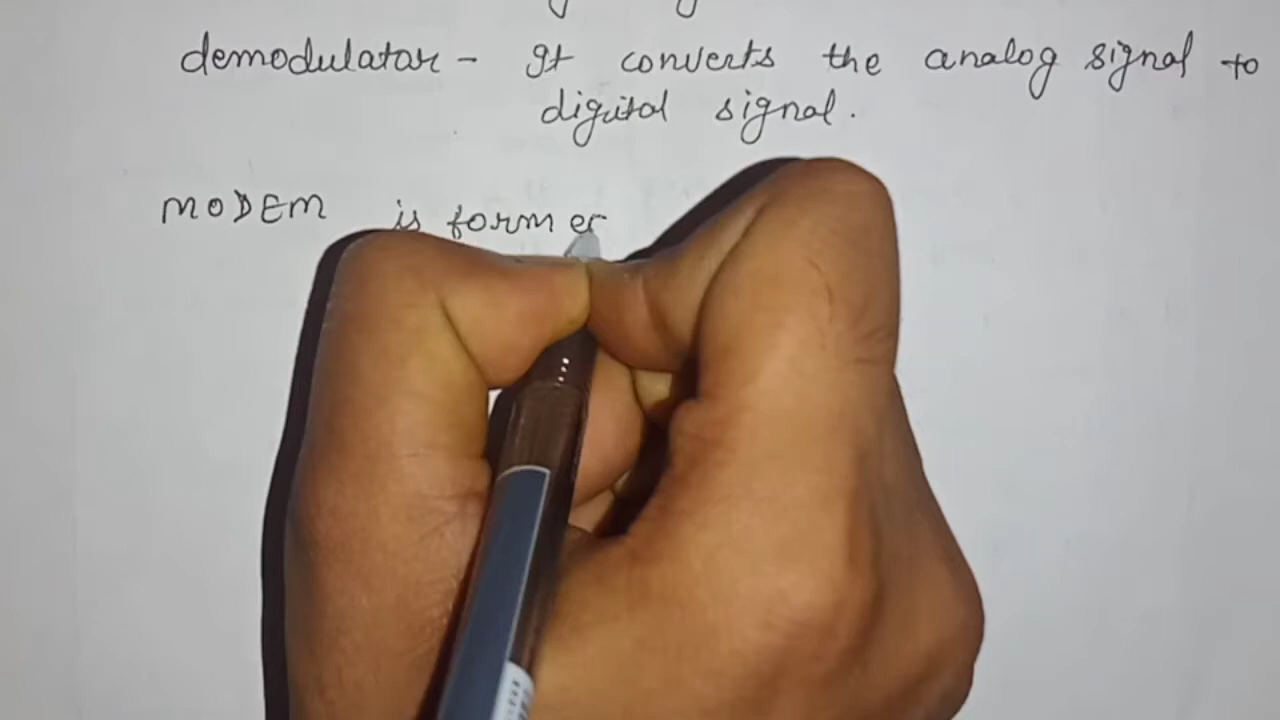 demodulatar - It converts the analog signal to
digital signal.
MODEM is former